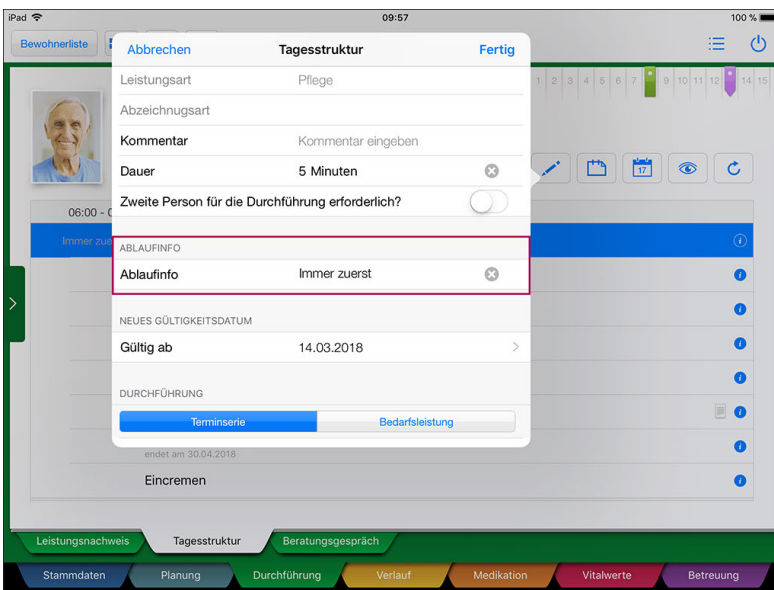 iPad 09:57 100 %
Bewohnerliste
Abbrechen Tagesstruktur Fertig
Leistungsart Pflege
1 2 3 4 5 6 7 9 10 11 12 14 15
Abzeichnugsart
Kommentar Kommentar eingeben
Dauer 5 Minuten
17
Zweite Person für die Durchführung erforderlich?
06:00 - 0
Immer zue
ABLAUFINFO
Ablaufinfo Immer zuerst
NEUES GÜLTIGKEITSDATUM
Gültig ab 14.03.2018
DURCHFÜHRUNG
Terminserie Bedarfsleistung
endet am 30.04.2018
Eincremen
Leistungsnachweis Tagesstruktur Beratungsgespräch
Stammdaten Planung Durchführung Verlauf Medikation Vitalwerte Betreuung